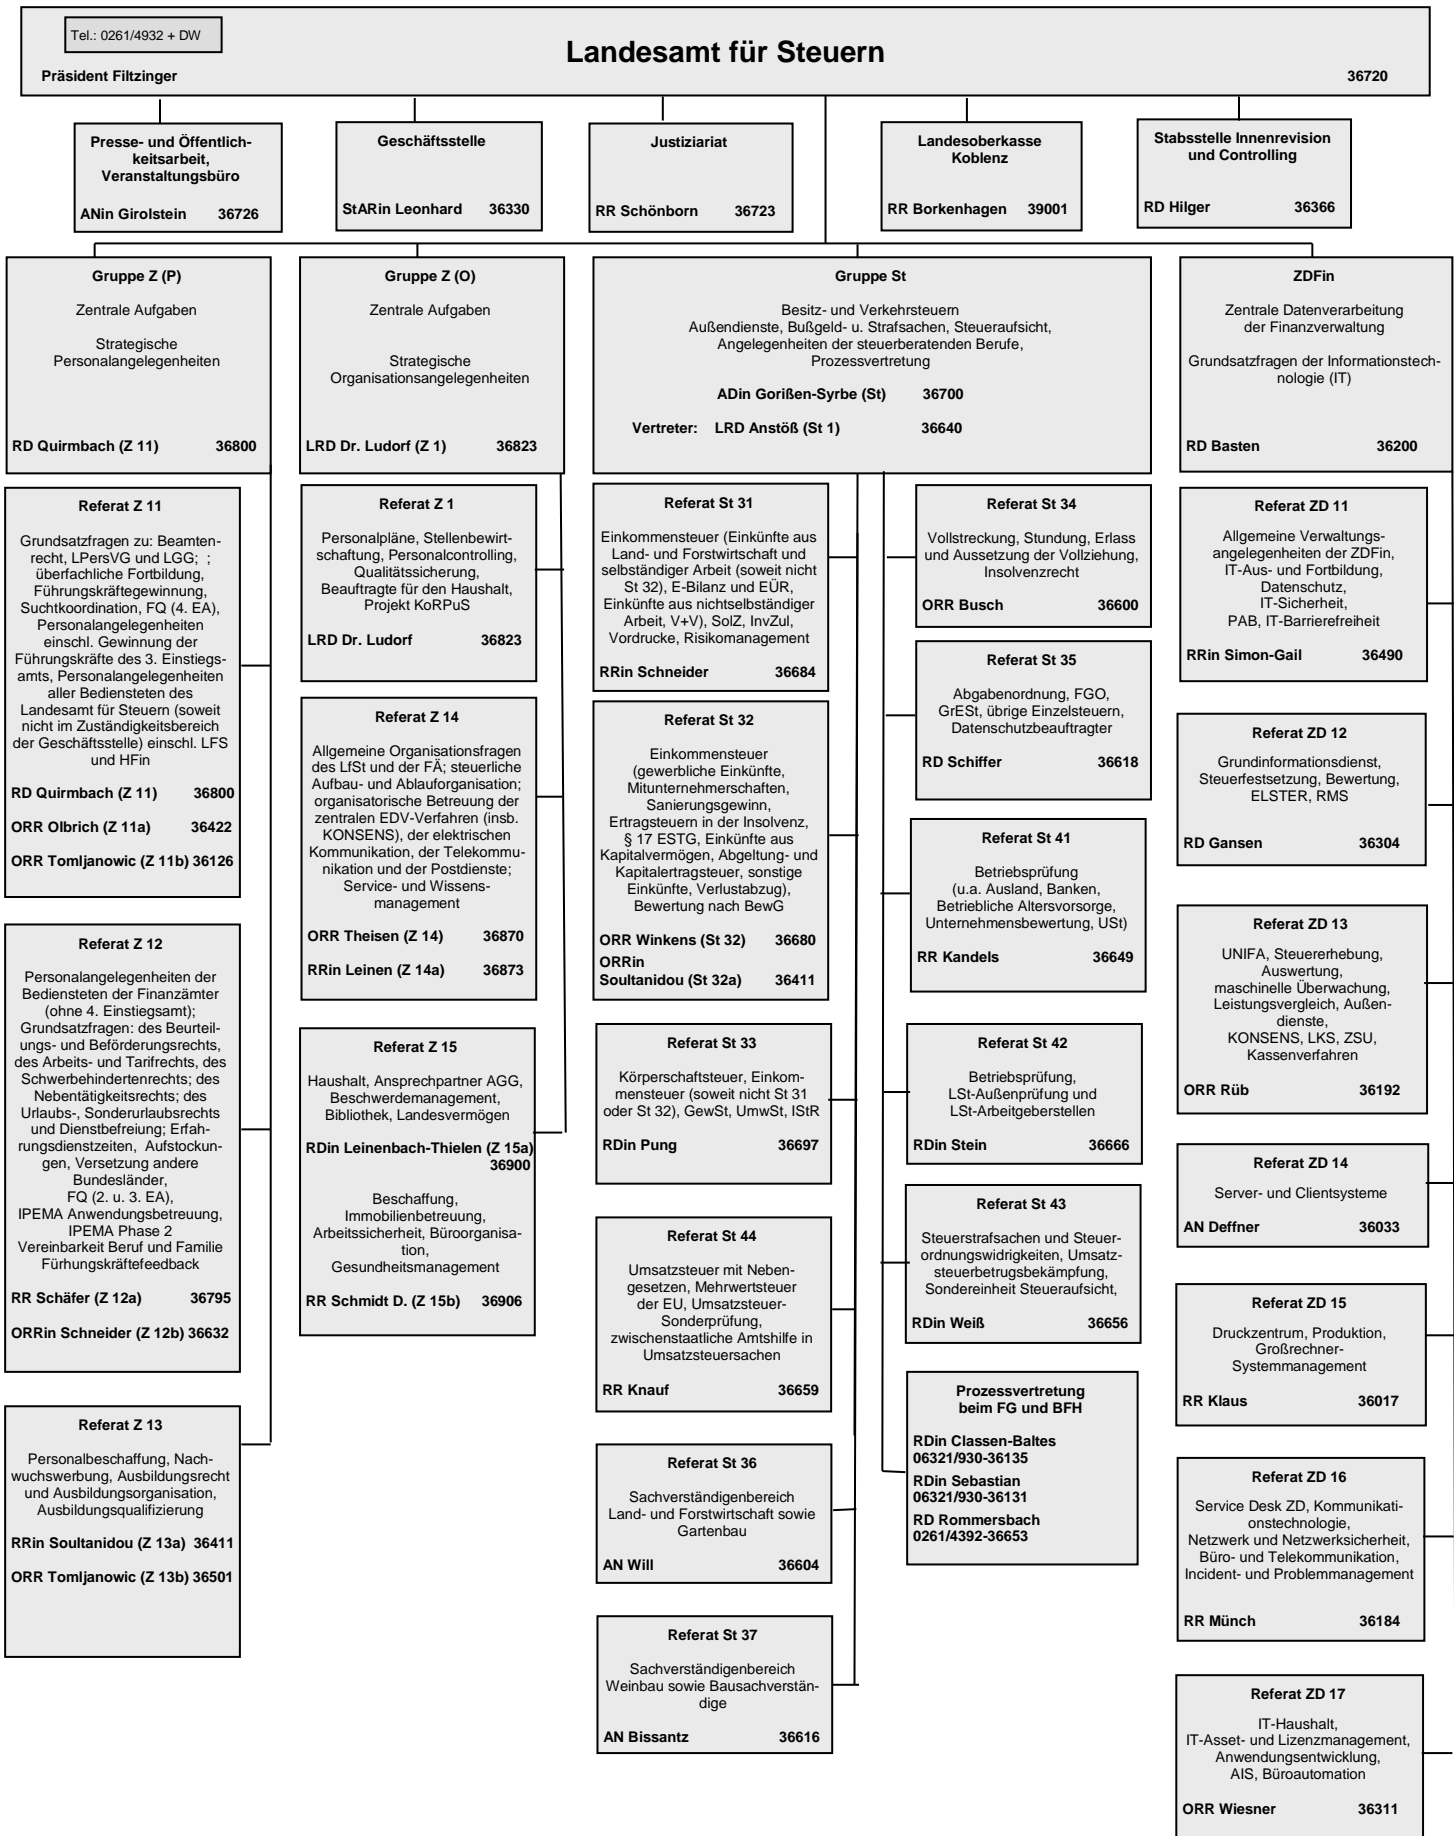 Tel.: 0261/4932 + DW
Landesamt für Steuern
Präsident Filtzinger 36720
Presse- und Öffentlich-
keitsarbeit,
Veranstaltungsbüro
ANin Girolstein 36726
Geschäftsstelle
StARin Leonhard 36330
Justiziariat
RR Schönborn 36723
Landesoberkasse
Koblenz
RR Borkenhagen 39001
Stabsstelle Innenrevision
und Controlling
RD Hilger 36366
Gruppe Z (P)
Zentrale Aufgaben
Strategische
Personalangelegenheiten
RD Quirmbach (Z 11) 36800
Referat Z 11
Grundsatzfragen zu: Beamten-
recht, LPersVG und LGG; ;
überfachliche Fortbildung,
Führungskräftegewinnung,
Suchtkoordination, FQ (4. EA),
Personalangelegenheiten
einschl. Gewinnung der
Führungskräfte des 3. Einstiegs-
amts, Personalangelegenheiten
aller Bediensteten des
Landesamt für Steuern (soweit
nicht im Zuständigkeitsbereich
der Geschäftsstelle) einschl. LFS
und HFin
RD Quirmbach (Z 11) 36800
ORR Olbrich (Z 11a) 36422
ORR Tomljanowic (Z 11b) 36126
Referat Z 12
Personalangelegenheiten der
Bediensteten der Finanzämter
(ohne 4. Einstiegsamt);
Grundsatzfragen: des Beurteil-
ungs- und Beförderungsrechts,
des Arbeits- und Tarifrechts, des
Schwerbehindertenrechts; des
Nebentätigkeitsrechts; des
Urlaubs-, Sonderurlaubsrechts
und Dienstbefreiung; Erfah-
rungsdienstzeiten, Aufstockun-
gen, Versetzung andere
Bundesländer,
FQ (2. u. 3. EA),
IPEMA Anwendungsbetreuung,
IPEMA Phase 2
Vereinbarkeit Beruf und Familie
Fürhungskräftefeedback
RR Schäfer (Z 12a) 36795
ORRin Schneider (Z 12b) 36632
Referat Z 13
Personalbeschaffung, Nach-
wuchswerbung, Ausbildungsrecht
und Ausbildungsorganisation,
Ausbildungsqualifizierung
RRin Soultanidou (Z 13a) 36411
ORR Tomljanowic (Z 13b) 36501
Gruppe Z (O)
Zentrale Aufgaben
Strategische
Organisationsangelegenheiten
LRD Dr. Ludorf (Z 1) 36823
Referat Z 1
Personalpläne, Stellenbewirt-
schaftung, Personalcontrolling,
Qualitätssicherung,
Beauftragte für den Haushalt,
Projekt KoRPuS
LRD Dr. Ludorf 36823
Referat Z 14
Allgemeine Organisationsfragen
des LfSt und der FÄ; steuerliche
Aufbau- und Ablauforganisation;
organisatorische Betreuung der
zentralen EDV-Verfahren (insb.
KONSENS), der elektrischen
Kommunikation, der Telekommu-
nikation und der Postdienste;
Service- und Wissens-
management
ORR Theisen (Z 14) 36870
RRin Leinen (Z 14a) 36873
Referat Z 15
Haushalt, Ansprechpartner AGG,
Beschwerdemanagement,
Bibliothek, Landesvermögen
RDin Leinenbach-Thielen (Z 15a)
36900
Beschaffung,
Immobilienbetreuung,
Arbeitssicherheit, Büroorganisa-
tion,
Gesundheitsmanagement
RR Schmidt D. (Z 15b) 36906
Gruppe St
Besitz- und Verkehrsteuern
Außendienste, Bußgeld- u. Strafsachen, Steueraufsicht,
Angelegenheiten der steuerberatenden Berufe,
Prozessvertretung
ADin Gorißen-Syrbe (St) 36700
Vertreter: LRD Anstöß (St 1) 36640
Referat St 31
Einkommensteuer (Einkünfte aus
Land- und Forstwirtschaft und
selbständiger Arbeit (soweit nicht
St 32), E-Bilanz und EÜR,
Einkünfte aus nichtselbständiger
Arbeit, V+V), SolZ, InvZul,
Vordrucke, Risikomanagement
RRin Schneider 36684
Referat St 32
Einkommensteuer
(gewerbliche Einkünfte,
Mitunternehmerschaften,
Sanierungsgewinn,
Ertragsteuern in der Insolvenz,
§ 17 ESTG, Einkünfte aus
Kapitalvermögen, Abgeltung- und
Kapitalertragsteuer, sonstige
Einkünfte, Verlustabzug),
Bewertung nach BewG
ORR Winkens (St 32) 36680
ORRin
Soultanidou (St 32a) 36411
Referat St 33
Körperschaftsteuer, Einkom-
mensteuer (soweit nicht St 31
oder St 32), GewSt, UmwSt, IStR
RDin Pung 36697
Referat St 44
Umsatzsteuer mit Neben-
gesetzen, Mehrwertsteuer
der EU, Umsatzsteuer-
Sonderprüfung,
zwischenstaatliche Amtshilfe in
Umsatzsteuersachen
RR Knauf 36659
Referat St 36
Sachverständigenbereich
Land- und Forstwirtschaft sowie
Gartenbau
AN Will 36604
Referat St 37
Sachverständigenbereich
Weinbau sowie Bausachverstän-
dige
AN Bissantz 36616
Referat St 34
Vollstreckung, Stundung, Erlass
und Aussetzung der Vollziehung,
Insolvenzrecht
ORR Busch 36600
Referat St 35
Abgabenordnung, FGO,
GrESt, übrige Einzelsteuern,
Datenschutzbeauftragter
RD Schiffer 36618
Referat St 41
Betriebsprüfung
(u.a. Ausland, Banken,
Betriebliche Altersvorsorge,
Unternehmensbewertung, USt)
RR Kandels 36649
Referat St 42
Betriebsprüfung,
LSt-Außenprüfung und
LSt-Arbeitgeberstellen
RDin Stein 36666
Referat St 43
Steuerstrafsachen und Steuer-
ordnungswidrigkeiten, Umsatz-
steuerbetrugsbekämpfung,
Sondereinheit Steueraufsicht,
RDin Weiß 36656
Prozessvertretung
beim FG und BFH
RDin Classen-Baltes
06321/930-36135
RDin Sebastian
06321/930-36131
RD Rommersbach
0261/4392-36653
ZDFin
Zentrale Datenverarbeitung
der Finanzverwaltung
Grundsatzfragen der Informationstech-
nologie (IT)
RD Basten 36200
Referat ZD 11
Allgemeine Verwaltungs-
angelegenheiten der ZDFin,
IT-Aus- und Fortbildung,
Datenschutz,
IT-Sicherheit,
PAB, IT-Barrierefreiheit
RRin Simon-Gail 36490
Referat ZD 12
Grundinformationsdienst,
Steuerfestsetzung, Bewertung,
ELSTER, RMS
RD Gansen 36304
Referat ZD 13
UNIFA, Steuererhebung,
Auswertung,
maschinelle Überwachung,
Leistungsvergleich, Außen-
dienste,
KONSENS, LKS, ZSU,
Kassenverfahren
ORR Rüb 36192
Referat ZD 14
Server- und Clientsysteme
AN Deffner 36033
Referat ZD 15
Druckzentrum, Produktion,
Großrechner-
Systemmanagement
RR Klaus 36017
Referat ZD 16
Service Desk ZD, Kommunikati-
onstechnologie,
Netzwerk und Netzwerksicherheit,
Büro- und Telekommunikation,
Incident- und Problemmanagement
RR Münch 36184
Referat ZD 17
IT-Haushalt,
IT-Asset- und Lizenzmanagement,
Anwendungsentwicklung,
AIS, Büroautomation
ORR Wiesner 36311